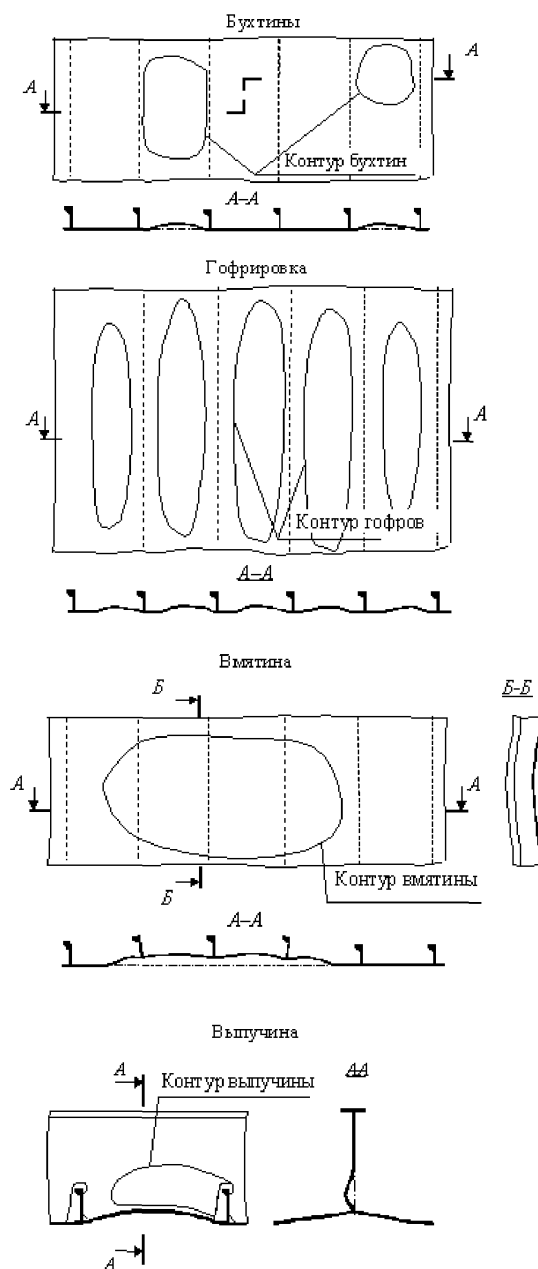 Бухтины
А
А
Контур бухтин
А–А
Гофрировка
А
А
Контур гофров
А–А
Вмятина
Б
Б-Б
А
А
Контур вмятины
Б
А–А
Выпучина
А
Контур выпучины
АА
А